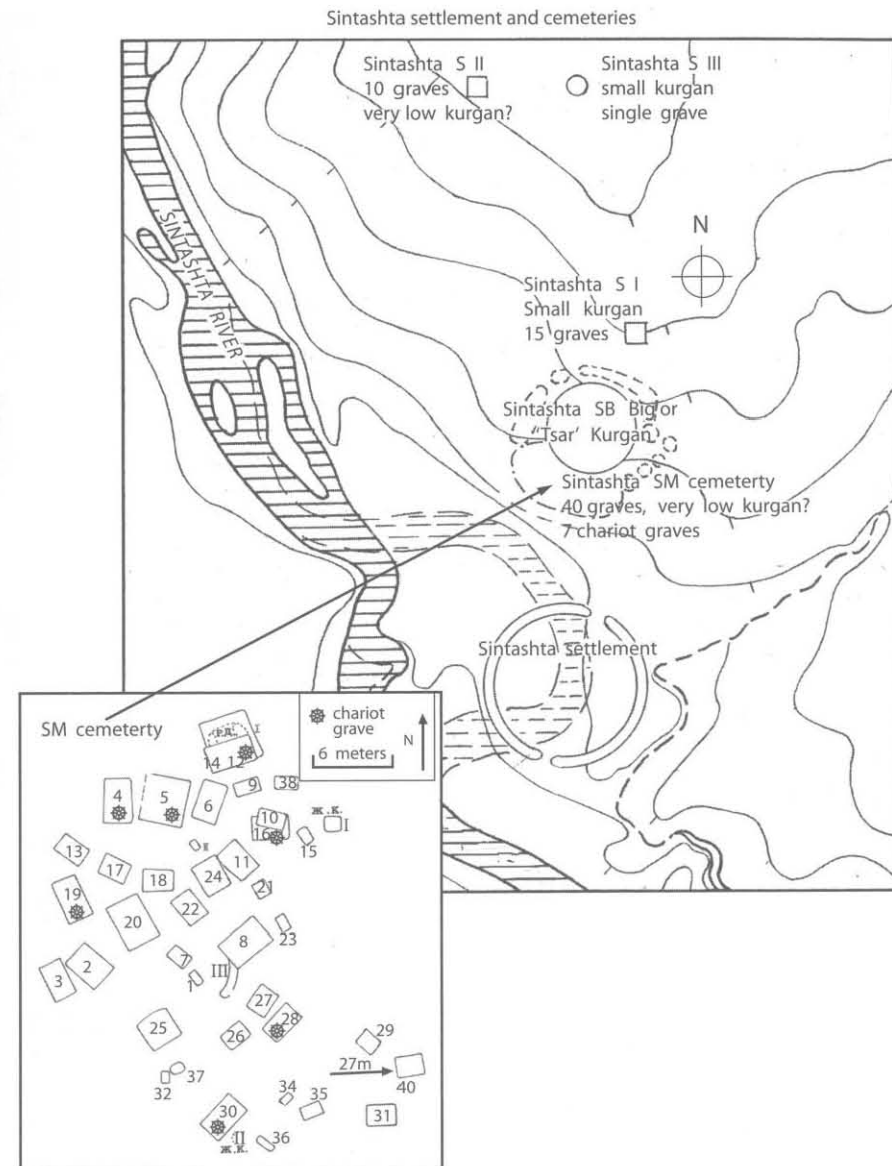 Sintashta settlement and cemeteries
Sintashta S II
10 graves
very low kurgan?
Sintashta S III
small kurgan
single grave
SINTASHTA RIVER
N
Sintashta S I
Small kurgan
15 graves
Sintashta SB Big or
"Tsar' Kurgan
Sintashta SM cemeterty
40 graves, very low kurgan?
7 chariot graves
Sintashta settlement
SM cemeterty
chariot
grave
6 meters
N
I
14 12
4
5
6
9
38
ж.к.
I
10
16
15
13
17
18
II
24
11
21
19
20
22
23
8
3
2
7
1
III
27
28
25
26
29
27m
40
32
37
34
35
31
30
II
ж.к.
36